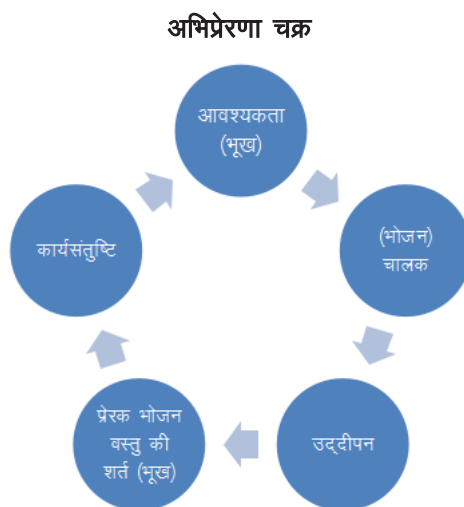 अभिप्रेरणा चक्र
आवश्यकता
(भूख)
(भोजन)
चालक
उद्दीपन
प्रेरक भोजन
वस्तु की
शर्त (भूख)
कार्यसंतुष्टि